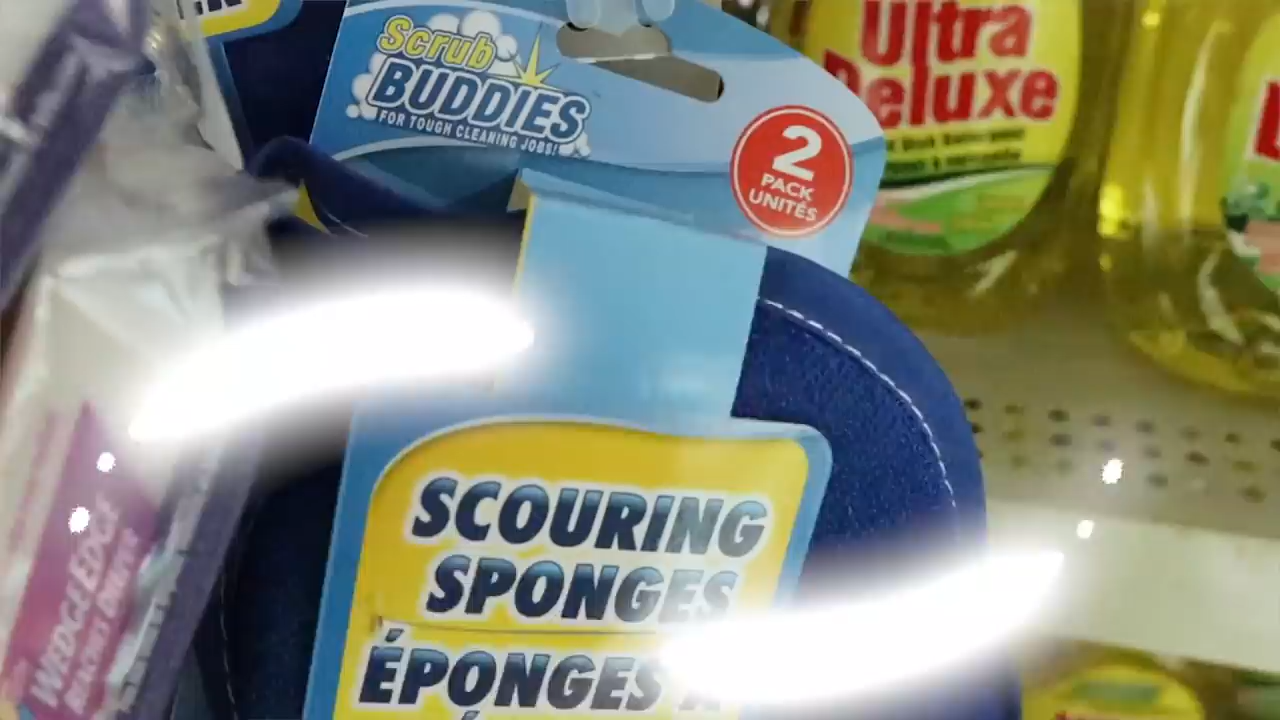 Scrub
BUDDIES
FOR TOUGH CLEANING JOBS!
2
PACK
UNITÉS
SCOURING
SPONGES
ÉPONGES
Ultra
Deluxe
WEDGE EDGE